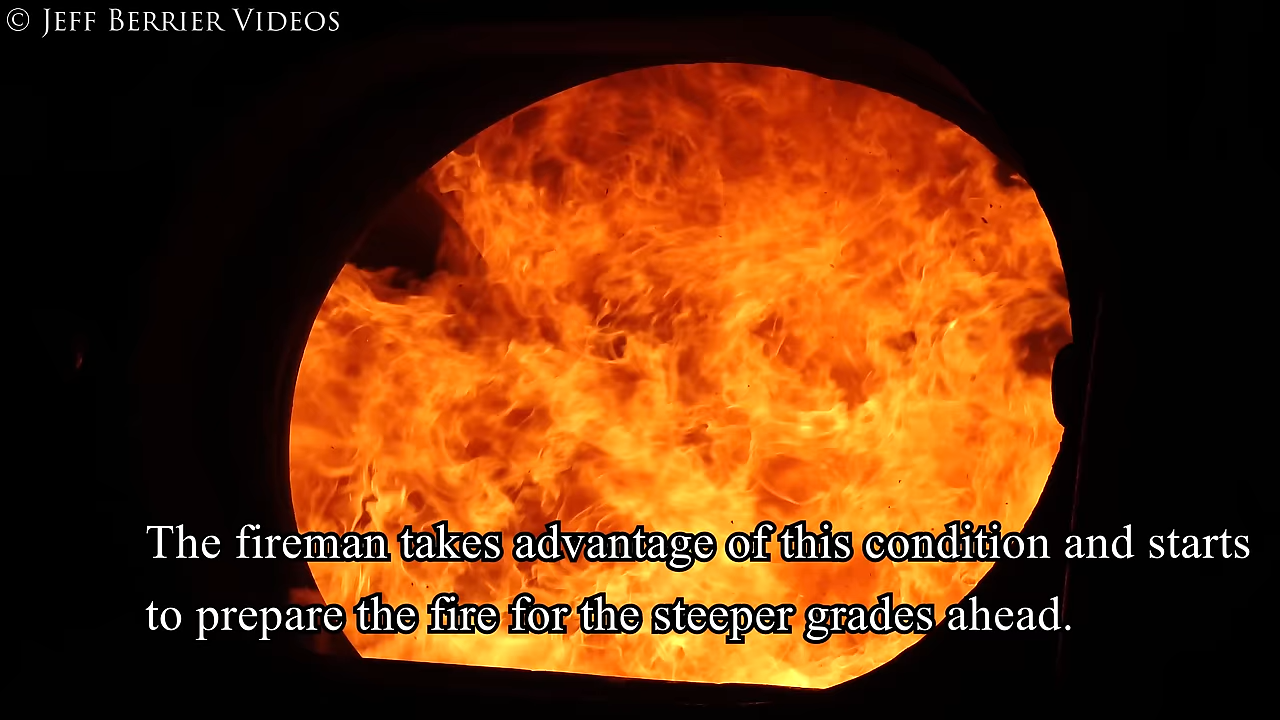 © Jeff Berrier Videos
The fireman takes advantage of this condition and starts
to prepare the fire for the steeper grades ahead.